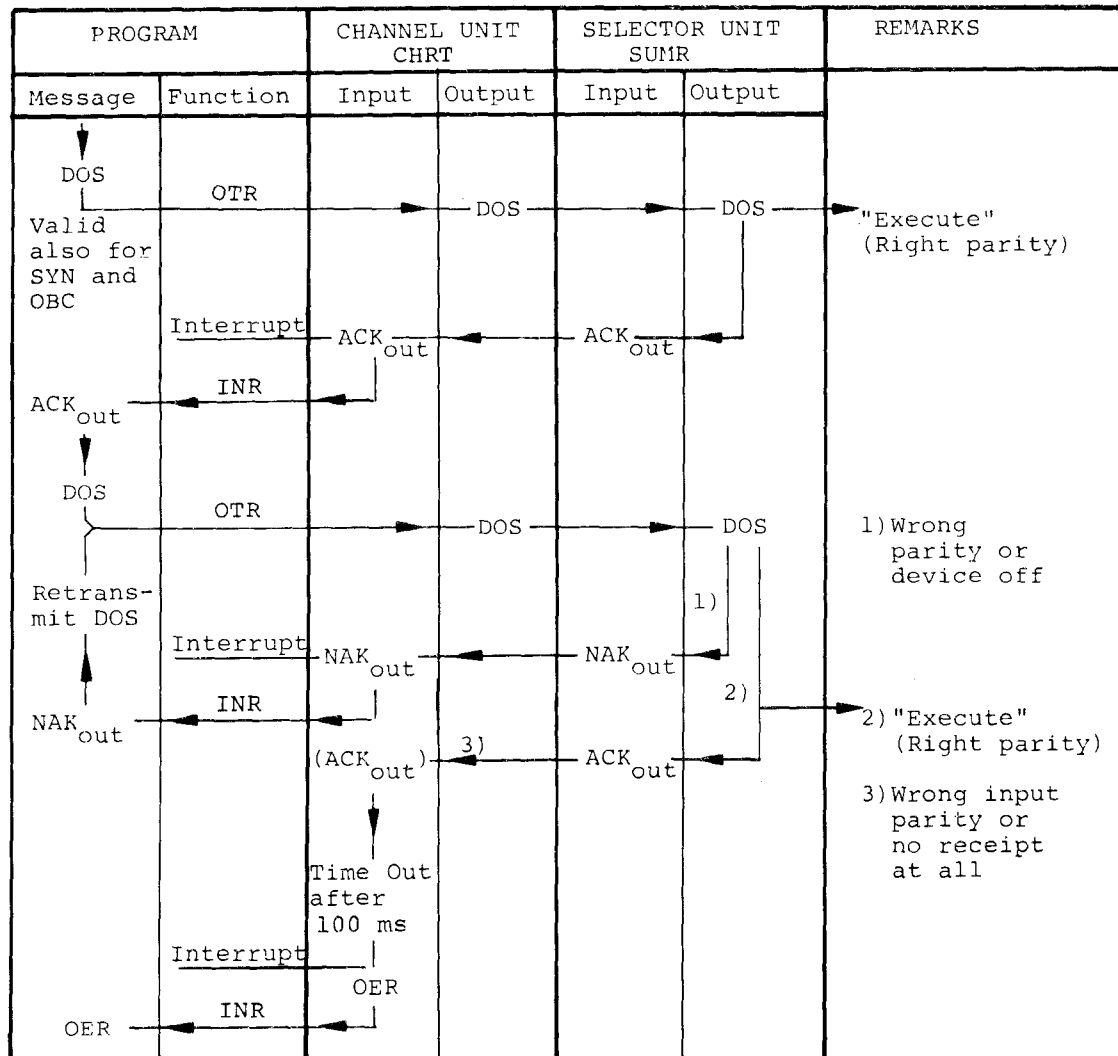 PROGRAM
CHANNEL UNIT
CHRT
SELECTOR UNIT
SUMR
REMARKS
Message
Function
Input
Output
Input
Output
DOS
OTR
DOS
DOS
"Execute"
(Right parity)
Valid
also for
SYN and
OBC
Interrupt
ACKout
ACKout
INR
ACKout
DOS
OTR
DOS
DOS
1) Wrong
parity or
device off
Retrans-
mit DOS
1)
Interrupt
NAKout
NAKout
2)
INR
NAKout
2) "Execute"
(Right parity)
(ACKout)
3)
ACKout
3) Wrong input
parity or
no receipt
at all
Time Out
after
100 ms
Interrupt
OER
INR
OER